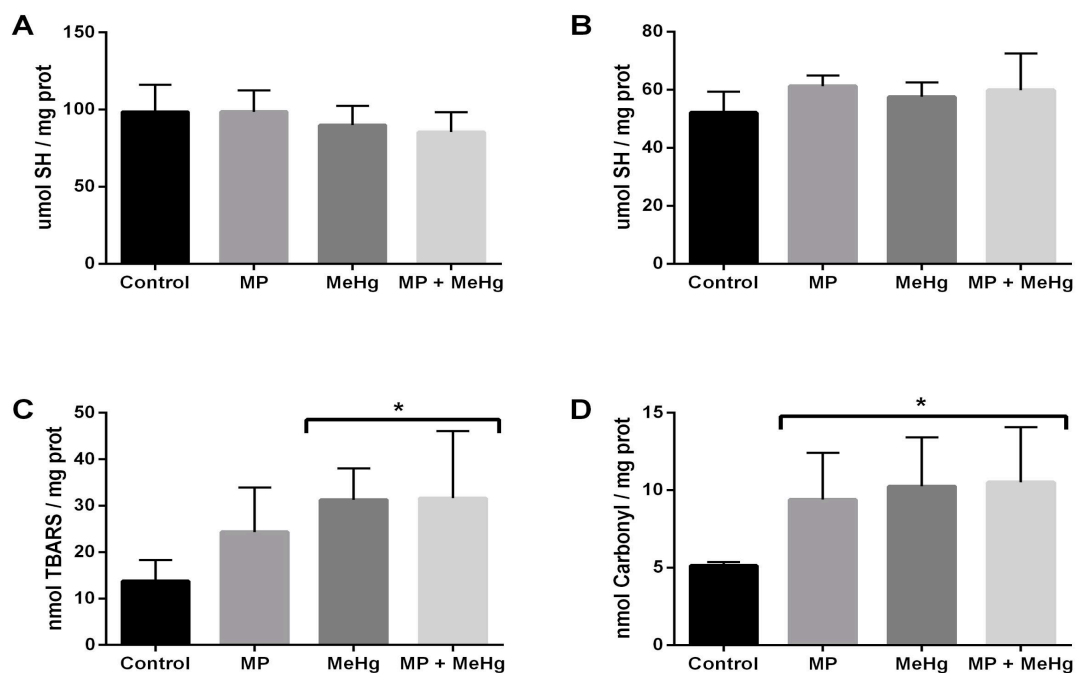 A
umol SH / mg prot
150
100
50
0
Control MP MeHg MP + MeHg
B
umol SH / mg prot
80
60
40
20
0
Control MP MeHg MP + MeHg
C
nmol TBARS / mg prot
50
40
30
20
10
0
*
Control MP MeHg MP + MeHg
D
nmol Carbonyl / mg prot
15
10
5
0
*
Control MP MeHg MP + MeHg